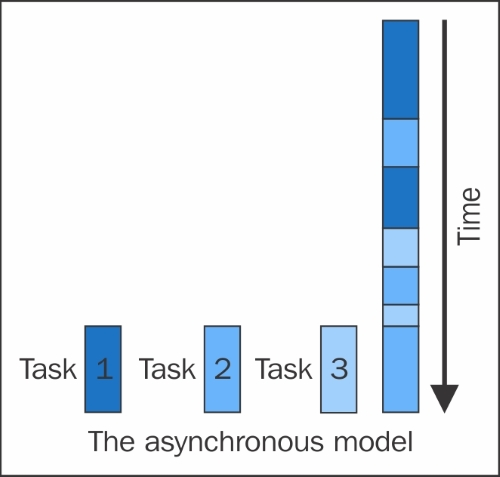 Time
Task 1 Task 2 Task 3
The asynchronous model